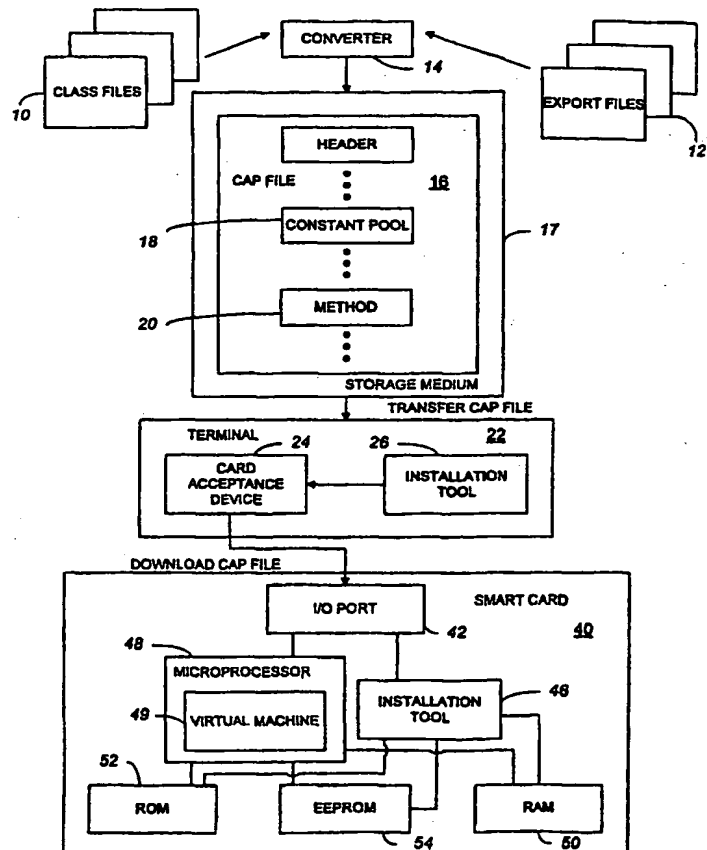 CONVERTER
14
CLASS FILES
10
EXPORT FILES
12
HEADER
CAP FILE
16
CONSTANT POOL
18
17
METHOD
20
STORAGE MEDIUM
TRANSFER CAP FILE
TERMINAL
24
26
22
CARD
ACCEPTANCE
DEVICE
INSTALLATION
TOOL
DOWNLOAD CAP FILE
I/O PORT
SMART CARD
42
40
48
MICROPROCESSOR
46
49
VIRTUAL MACHINE
INSTALLATION
TOOL
52
ROM
EEPROM
RAM
54
50